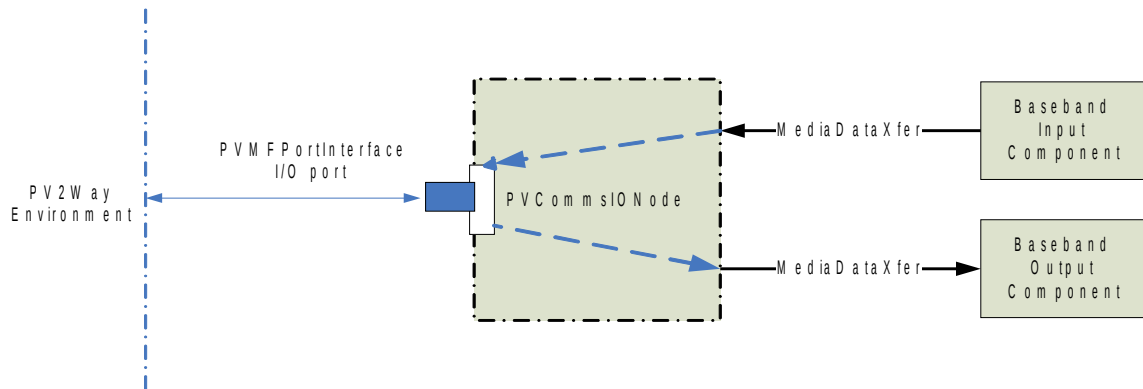 PV2Way
Environment
PVMFPortInterface
I/O port
PVCommsIONode
MediaDataXfer
MediaDataXfer
Baseband
Input
Component
Baseband
Output
Component